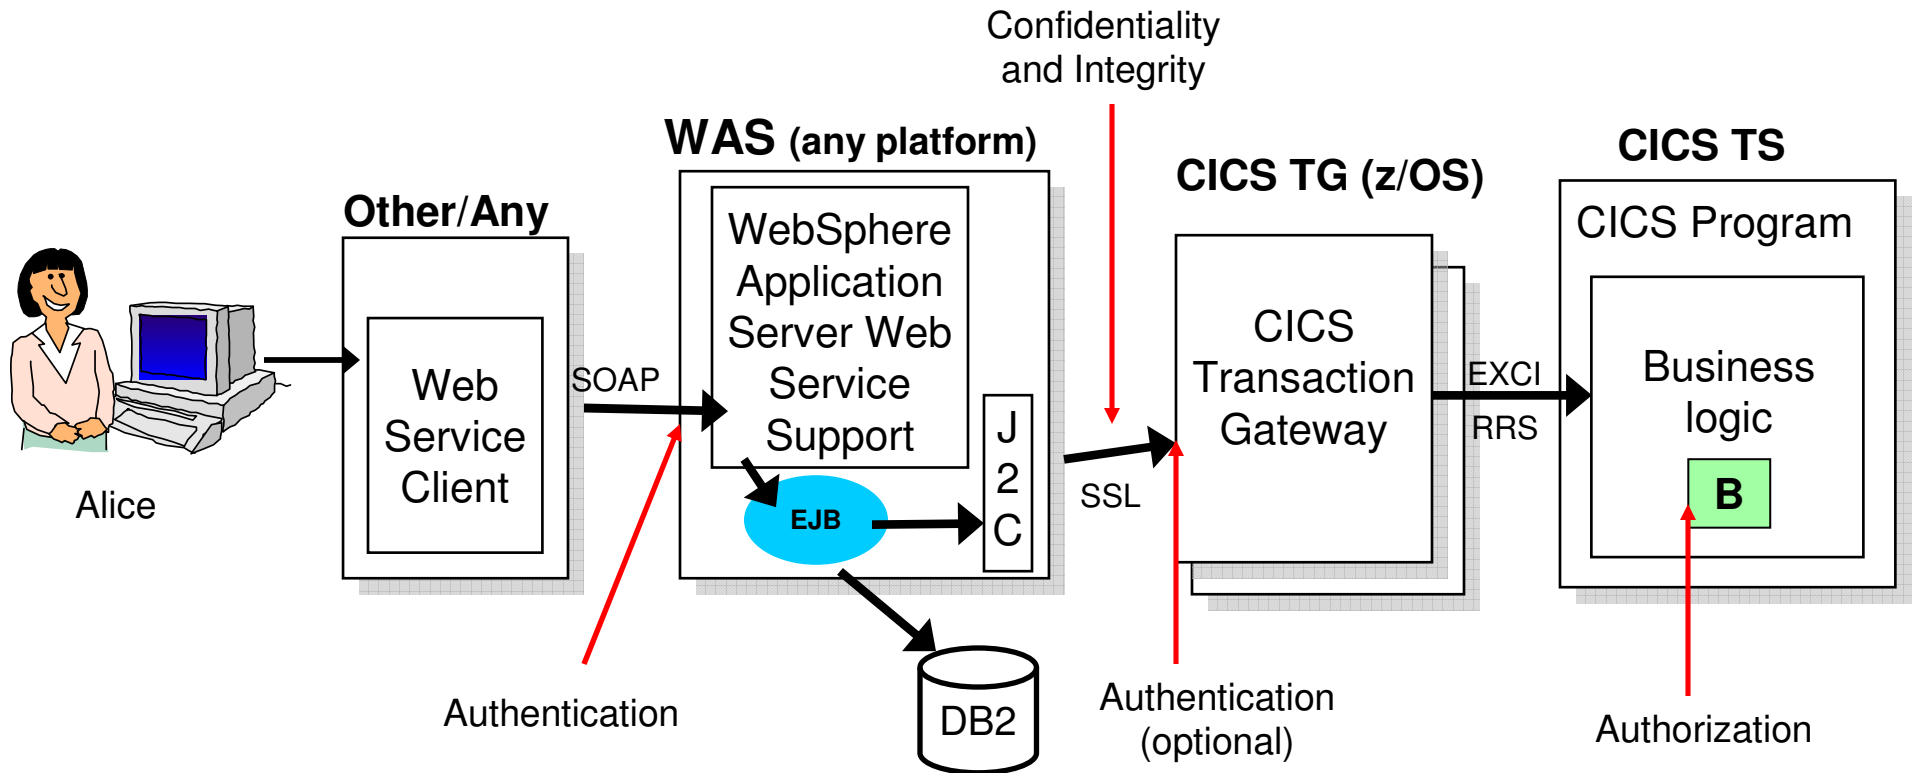 Confidentiality
and Integrity
WAS (any platform)
CICS TS
CICS TG (z/OS)
Other/Any
CICS Program
WebSphere
Application
Server Web
Service
Support
CICS
Transaction
Gateway
Web
Service
Client
SOAP
EXCI
RRS
Business
logic
J
2
C
B
SSL
EJB
Alice
Authentication
DB2
Authentication
(optional)
Authorization